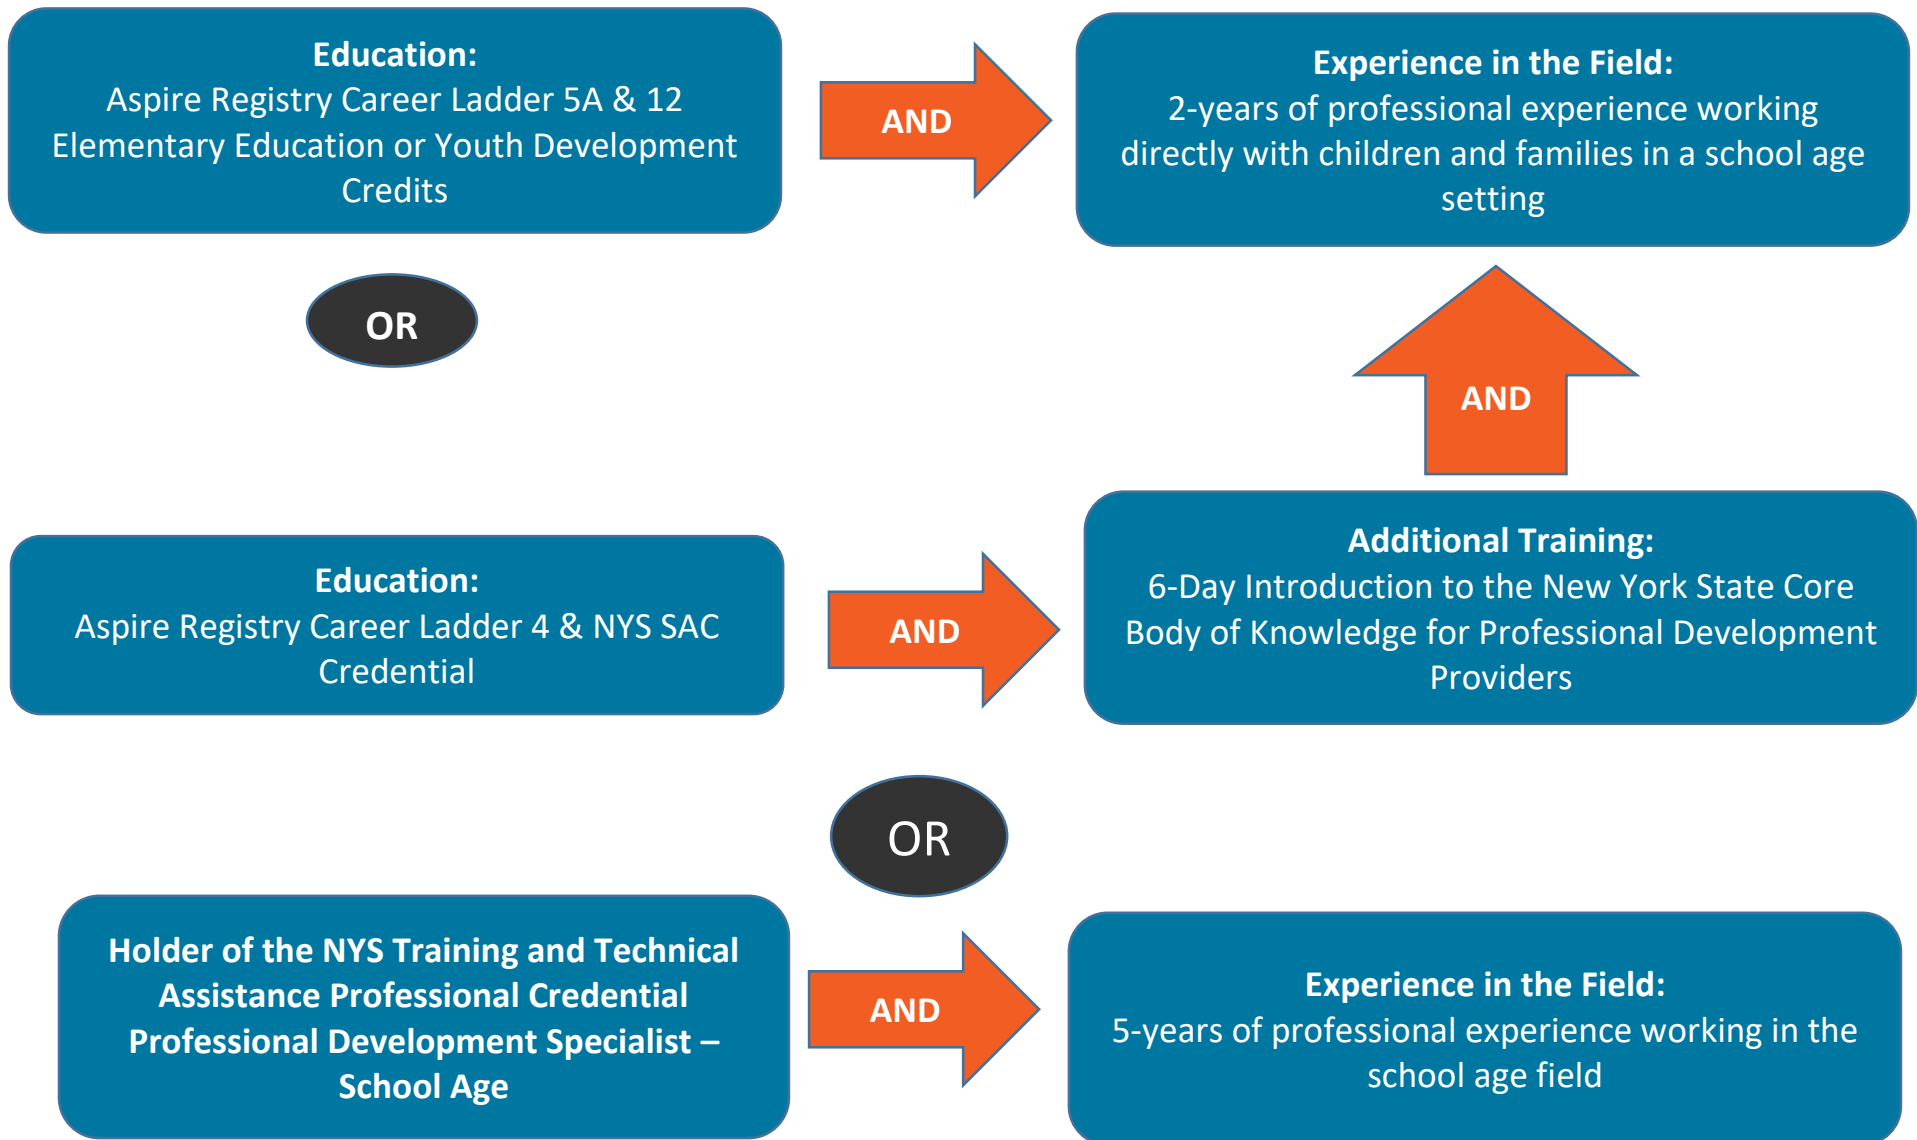 Education:
Aspire Registry Career Ladder 5A & 12
Elementary Education or Youth Development
Credits
AND
Experience in the Field:
2-years of professional experience working
directly with children and families in a school age
setting
OR
AND
Education:
Aspire Registry Career Ladder 4 & NYS SAC
Credential
AND
Additional Training:
6-Day Introduction to the New York State Core
Body of Knowledge for Professional Development
Providers
OR
Holder of the NYS Training and Technical
Assistance Professional Credential
Professional Development Specialist –
School Age
AND
Experience in the Field:
5-years of professional experience working in the
school age field